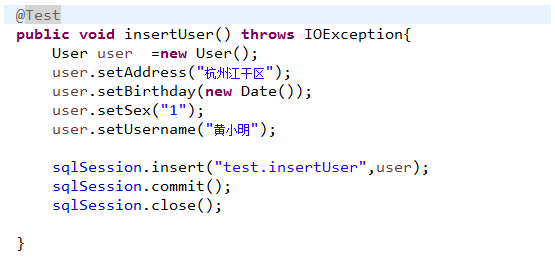 @Test
public void insertUser() throws IOException{
    User user  =new User();
    user.setAddress("杭州江干区");
    user.setBirthday(new Date());
    user.setSex("1");
    user.setUsername("黄小明");
    sqlSession.insert("test.insertUser",user);
    sqlSession.commit();
    sqlSession.close();
}